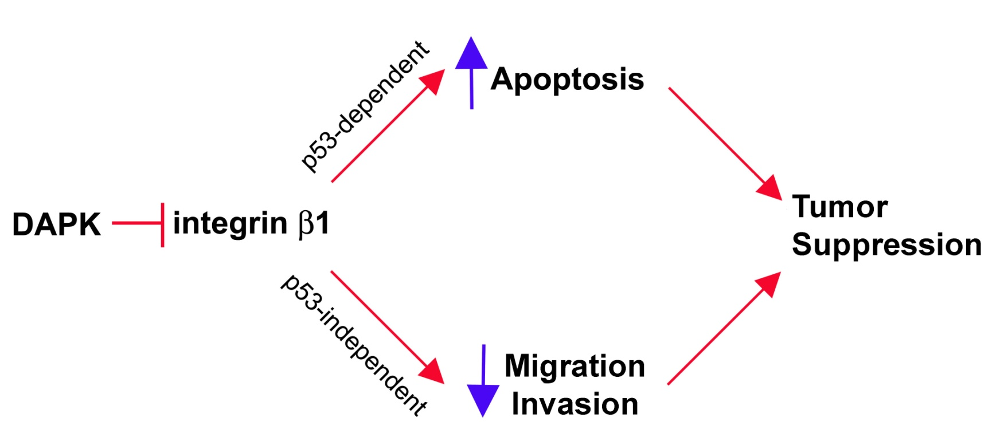 p53-dependent
Apoptosis
DAPK
integrin β1
Tumor
Suppression
p53-independent
Migration
Invasion